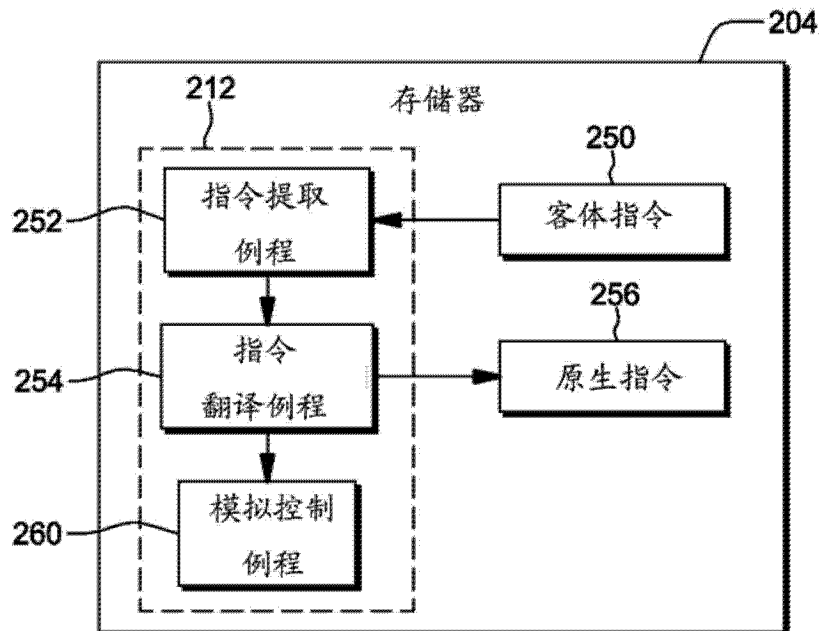 204
存储器
212
250
指令提取
例程
252
客体指令
256
指令
翻译例程
254
原生指令
模拟控制
例程
260